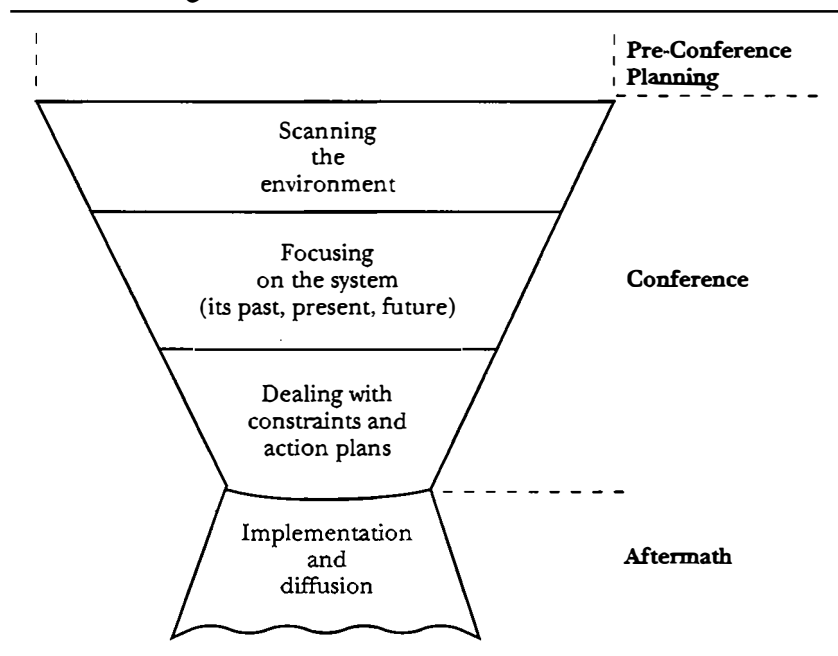 Pre-Conference
Planning
Scanning
the
environment
Focusing
on the system
(its past, present, future)
Conference
Dealing with
constraints and
action plans
Implementation
and
diffusion
Aftermath